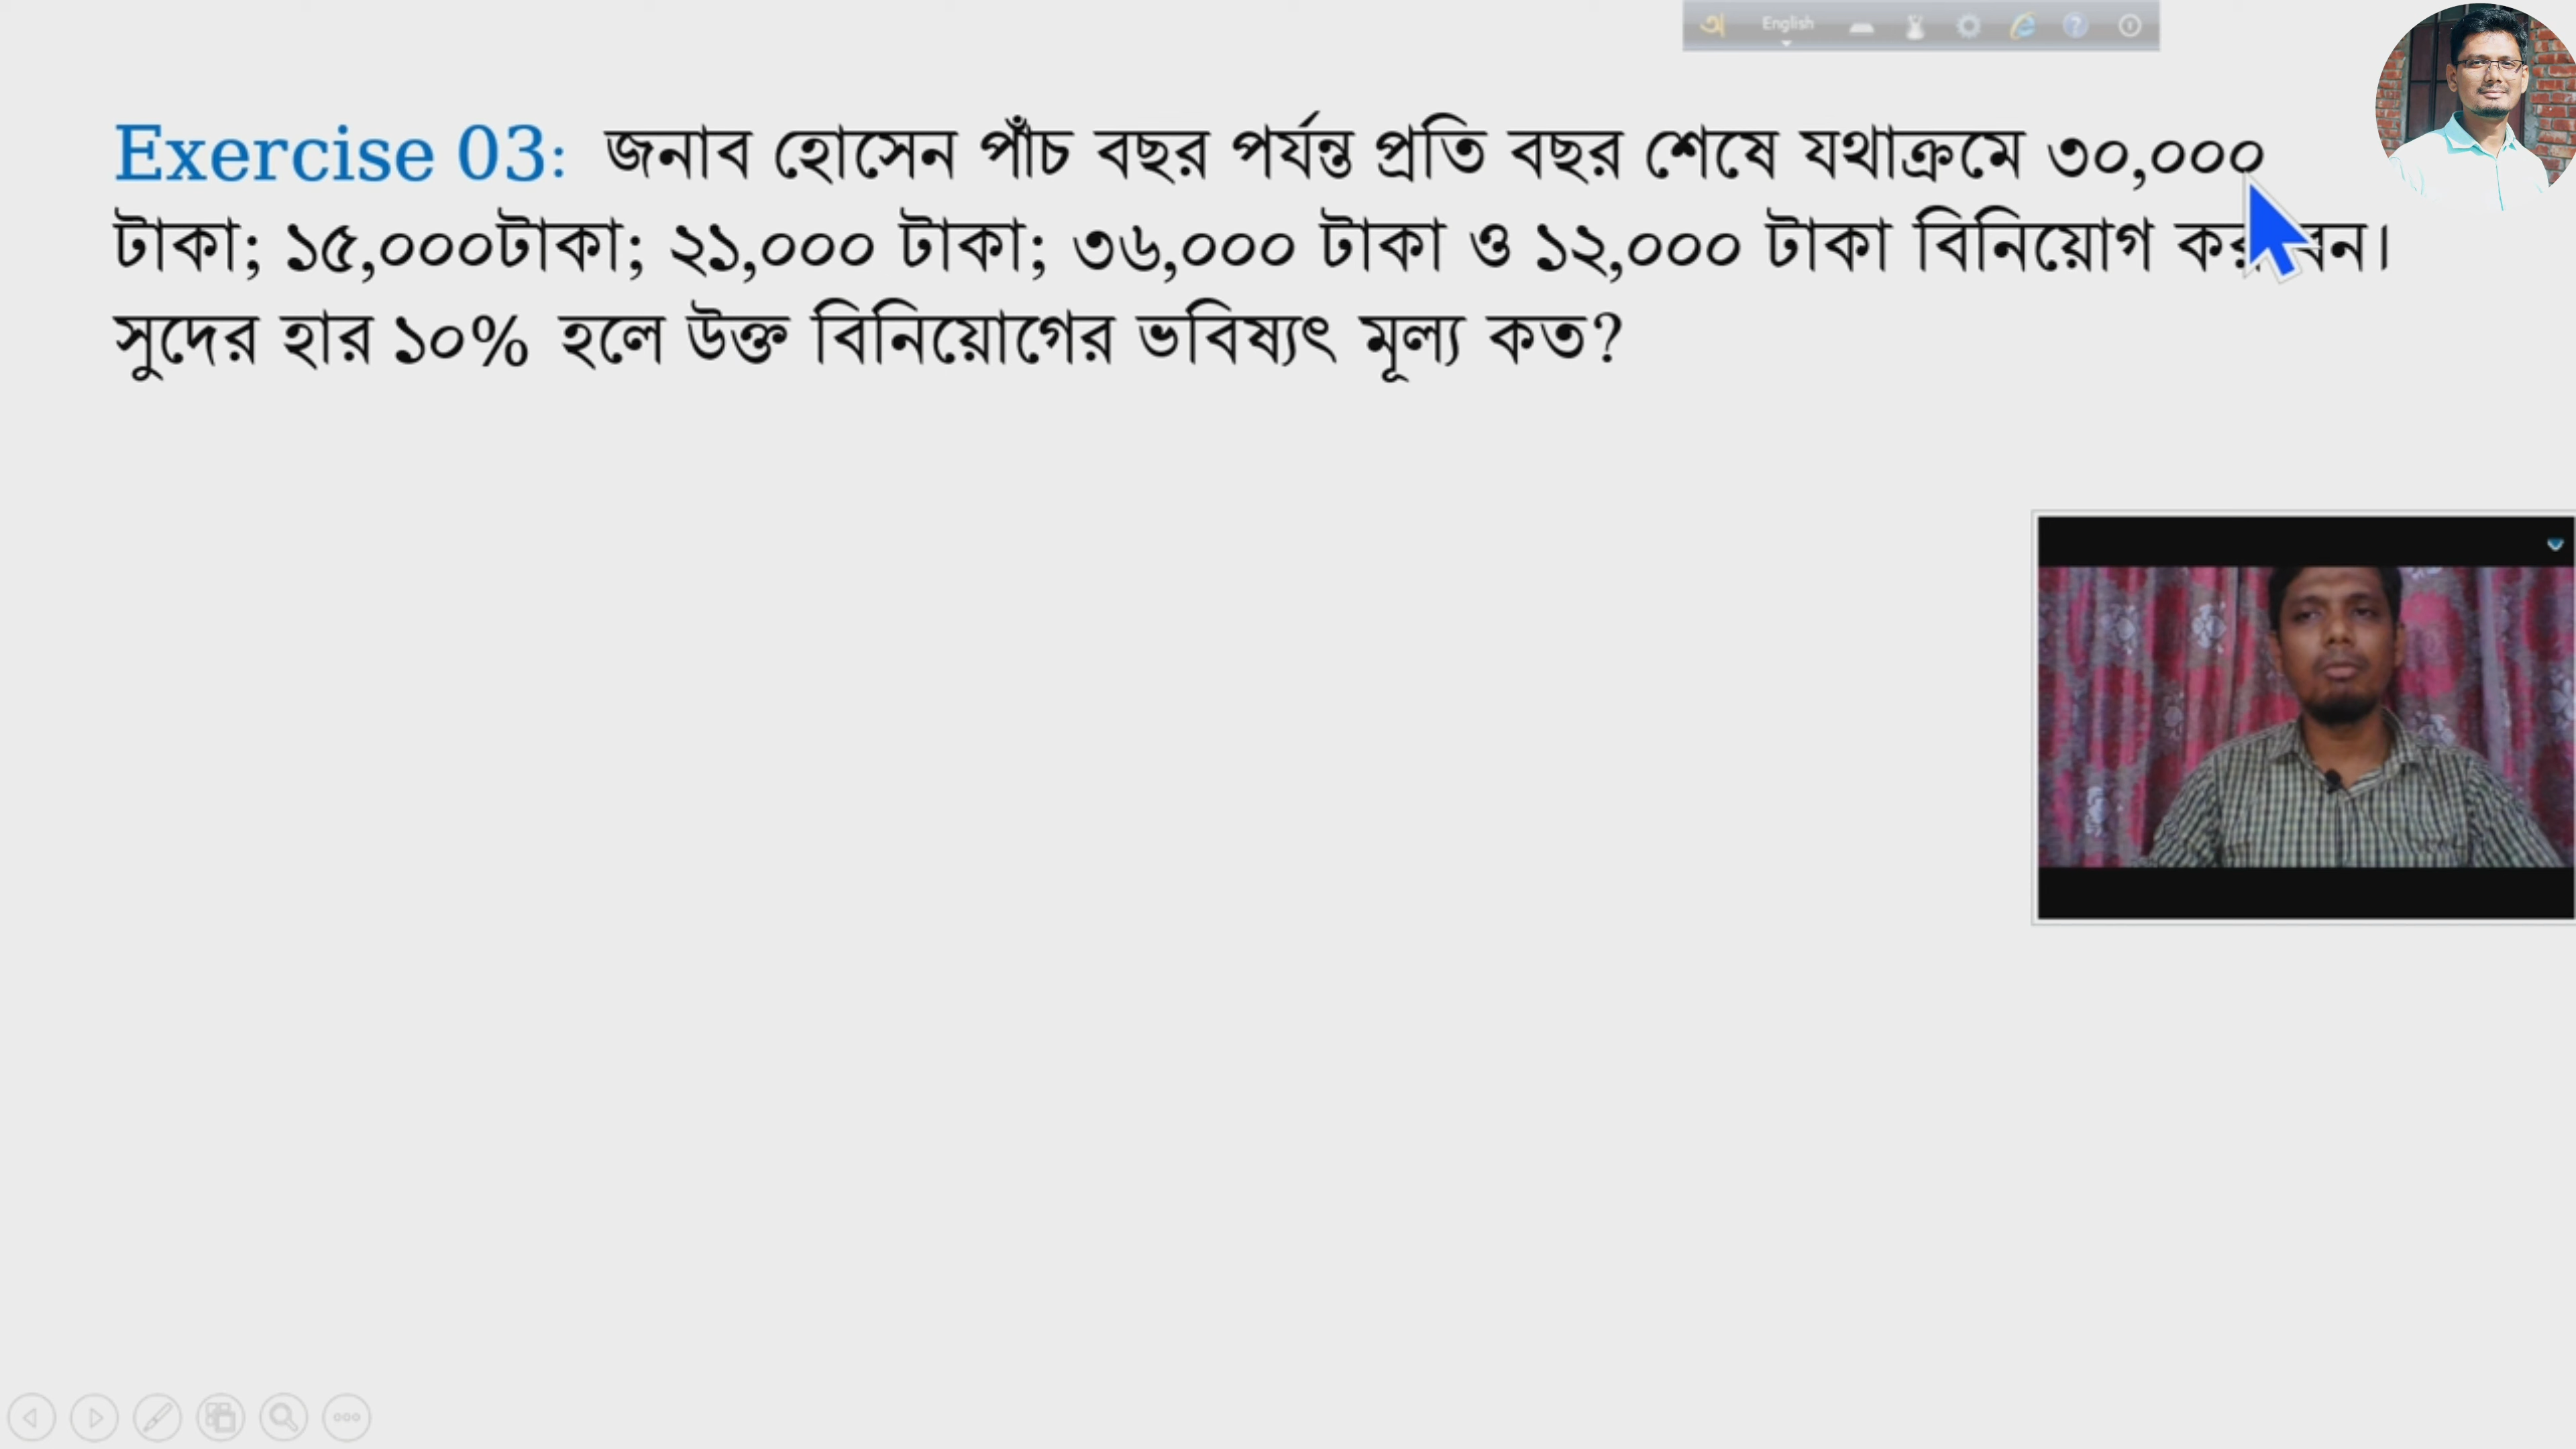 English
Exercise 03: জনাব হোসেন পাঁচ বছর পর্যন্ত প্রতি বছর শেষে যথাক্রমে ৩০,০০০
টাকা; ১৫,০০০টাকা; ২১,০০০ টাকা; ৩৬,০০০ টাকা ও ১২,০০০ টাকা বিনিয়োগ
সুদের হার ১০% হলে উক্ত বিনিয়োগের ভবিষ্যৎ মূল্য কত?